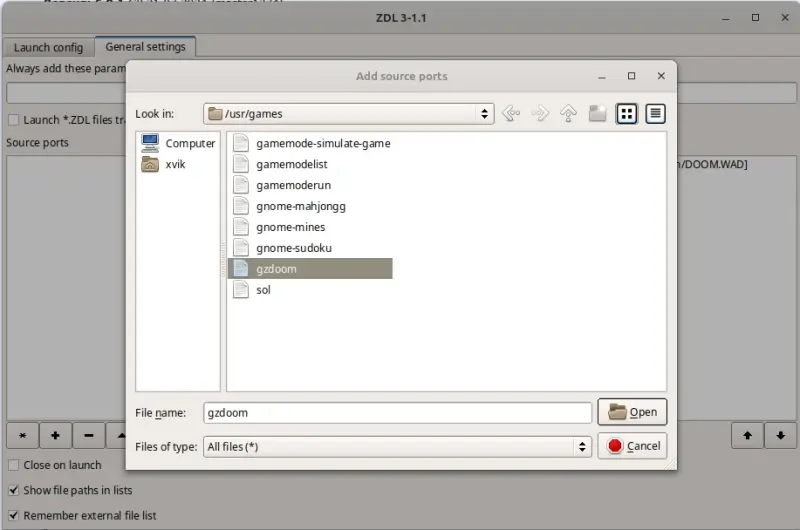 ZDL 3-1.1
Launch config
General settings
Always add these param
Launch *.ZDL files tr
Source ports
/DOOM.WAD]
Add source ports
Look in:
/usr/games
Computer
xvik
gamemode-simulate-game
gamemodelist
gamemoderun
gnome-mahjongg
gnome-mines
gnome-sudoku
gzdoom
sol
File name:
gzdoom
Open
Files of type:
All files (*)
Cancel
Close on launch
Show file paths in lists
Remember external file list